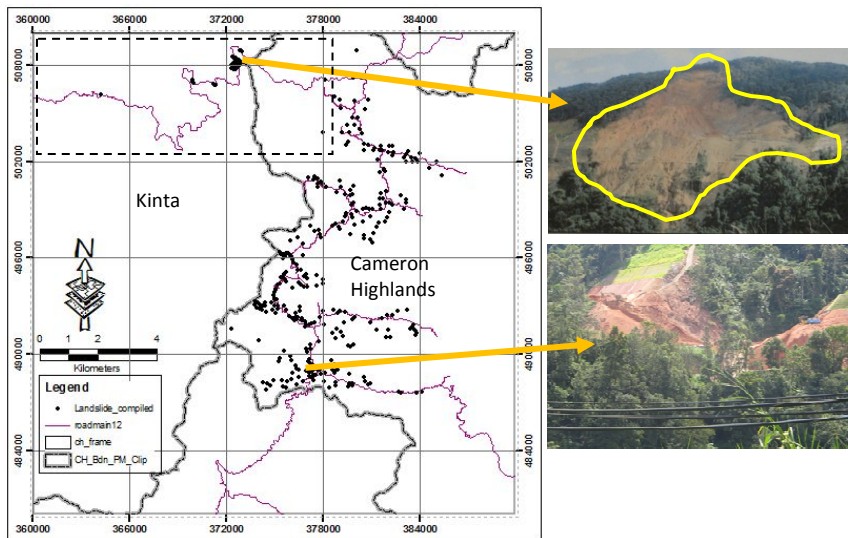 360000 366000 372000 378000 384000
508000 508000
502000 502000
Kinta
496000 496000
Cameron
Highlands
N
490000 490000
0 1 2 4
Kilometers
Legend
Landslide_compiled
roadmain12
ch_frame
CH_Bdn_PM_Clip
484000 484000
360000 366000 372000 378000 384000